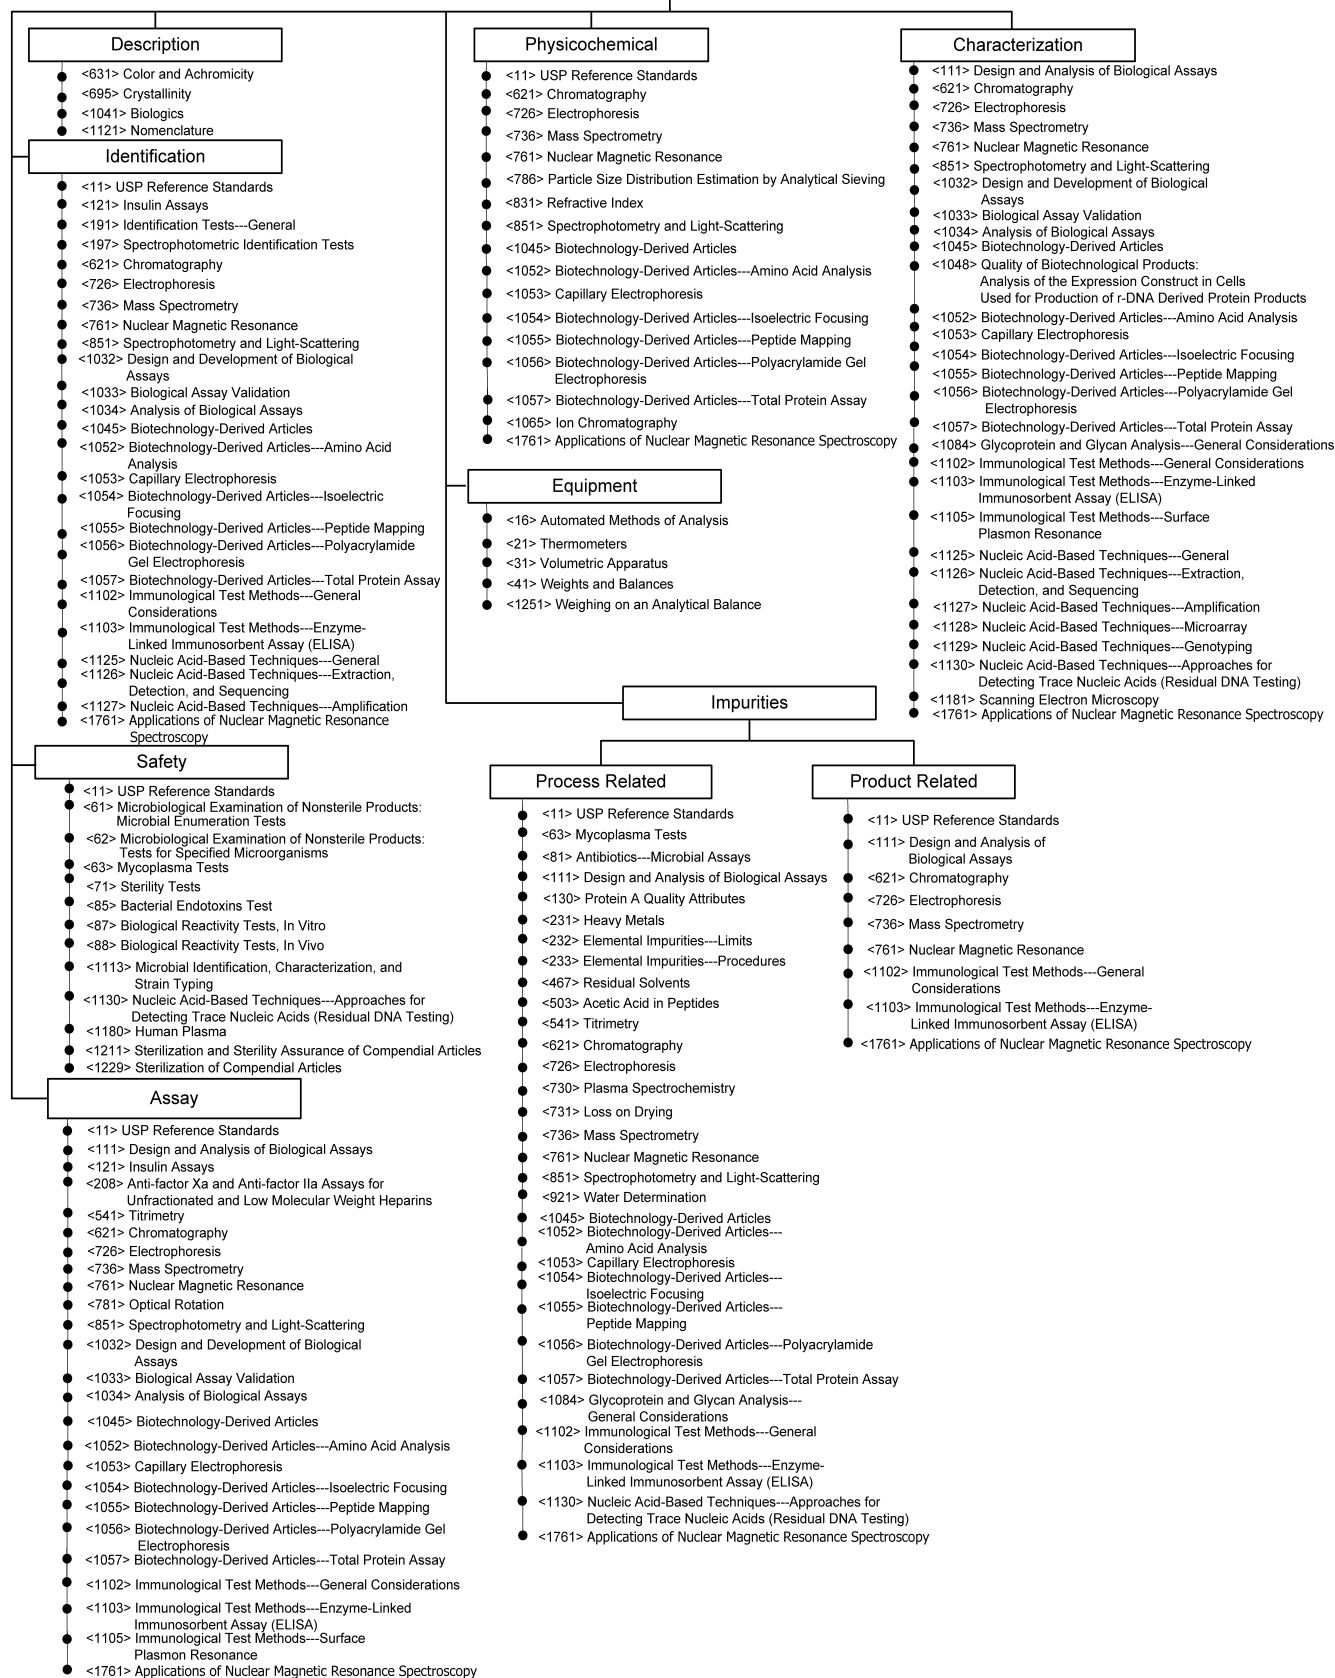 Description
<631> Color and Achromicity
<695> Crystallinity
<1041> Biologics
<1121> Nomenclature
Identification
<11> USP Reference Standards
<121> Insulin Assays
<191> Identification Tests---General
<197> Spectrophotometric Identification Tests
<621> Chromatography
<726> Electrophoresis
<736> Mass Spectrometry
<761> Nuclear Magnetic Resonance
<851> Spectrophotometry and Light-Scattering
<1032> Design and Development of Biological
Assays
<1033> Biological Assay Validation
<1034> Analysis of Biological Assays
<1045> Biotechnology-Derived Articles
<1052> Biotechnology-Derived Articles---Amino Acid
Analysis
<1053> Capillary Electrophoresis
<1054> Biotechnology-Derived Articles---Isoelectric
Focusing
<1055> Biotechnology-Derived Articles---Peptide Mapping
<1056> Biotechnology-Derived Articles---Polyacrylamide
Gel Electrophoresis
<1057> Biotechnology-Derived Articles---Total Protein Assay
<1102> Immunological Test Methods---General
Considerations
<1103> Immunological Test Methods---Enzyme-
Linked Immunosorbent Assay (ELISA)
<1125> Nucleic Acid-Based Techniques---General
<1126> Nucleic Acid-Based Techniques---Extraction,
Detection, and Sequencing
<1127> Nucleic Acid-Based Techniques---Amplification
<1761> Applications of Nuclear Magnetic Resonance
Spectroscopy
Safety
<11> USP Reference Standards
<61> Microbiological Examination of Nonsterile Products:
Microbial Enumeration Tests
<62> Microbiological Examination of Nonsterile Products:
Tests for Specified Microorganisms
<63> Mycoplasma Tests
<71> Sterility Tests
<85> Bacterial Endotoxins Test
<87> Biological Reactivity Tests, In Vitro
<88> Biological Reactivity Tests, In Vivo
<1113> Microbial Identification, Characterization, and
Strain Typing
<1130> Nucleic Acid-Based Techniques---Approaches for
Detecting Trace Nucleic Acids (Residual DNA Testing)
<1180> Human Plasma
<1211> Sterilization and Sterility Assurance of Compendial Articles
<1229> Sterilization of Compendial Articles
Assay
<11> USP Reference Standards
<111> Design and Analysis of Biological Assays
<121> Insulin Assays
<208> Anti-factor Xa and Anti-factor IIa Assays for
Unfractionated and Low Molecular Weight Heparins
<541> Titrimetry
<621> Chromatography
<726> Electrophoresis
<736> Mass Spectrometry
<761> Nuclear Magnetic Resonance
<781> Optical Rotation
<851> Spectrophotometry and Light-Scattering
<1032> Design and Development of Biological
Assays
<1033> Biological Assay Validation
<1034> Analysis of Biological Assays
<1045> Biotechnology-Derived Articles
<1052> Biotechnology-Derived Articles---Amino Acid Analysis
<1053> Capillary Electrophoresis
<1054> Biotechnology-Derived Articles---Isoelectric Focusing
<1055> Biotechnology-Derived Articles---Peptide Mapping
<1056> Biotechnology-Derived Articles---Polyacrylamide Gel
Electrophoresis
<1057> Biotechnology-Derived Articles---Total Protein Assay
<1102> Immunological Test Methods---General Considerations
<1103> Immunological Test Methods---Enzyme-Linked
Immunosorbent Assay (ELISA)
<1105> Immunological Test Methods---Surface
Plasmon Resonance
<1761> Applications of Nuclear Magnetic Resonance Spectroscopy
Physicochemical
<11> USP Reference Standards
<621> Chromatography
<726> Electrophoresis
<736> Mass Spectrometry
<761> Nuclear Magnetic Resonance
<786> Particle Size Distribution Estimation by Analytical Sieving
<831> Refractive Index
<851> Spectrophotometry and Light-Scattering
<1045> Biotechnology-Derived Articles
<1052> Biotechnology-Derived Articles---Amino Acid Analysis
<1053> Capillary Electrophoresis
<1054> Biotechnology-Derived Articles---Isoelectric Focusing
<1055> Biotechnology-Derived Articles---Peptide Mapping
<1056> Biotechnology-Derived Articles---Polyacrylamide Gel
Electrophoresis
<1057> Biotechnology-Derived Articles---Total Protein Assay
<1065> Ion Chromatography
<1761> Applications of Nuclear Magnetic Resonance Spectroscopy
Equipment
<16> Automated Methods of Analysis
<21> Thermometers
<31> Volumetric Apparatus
<41> Weights and Balances
<1251> Weighing on an Analytical Balance
Characterization
<111> Design and Analysis of Biological Assays
<621> Chromatography
<726> Electrophoresis
<736> Mass Spectrometry
<761> Nuclear Magnetic Resonance
<851> Spectrophotometry and Light-Scattering
<1032> Design and Development of Biological
Assays
<1033> Biological Assay Validation
<1034> Analysis of Biological Assays
<1045> Biotechnology-Derived Articles
<1048> Quality of Biotechnological Products:
Analysis of the Expression Construct in Cells
Used for Production of r-DNA Derived Protein Products
<1052> Biotechnology-Derived Articles---Amino Acid Analysis
<1053> Capillary Electrophoresis
<1054> Biotechnology-Derived Articles---Isoelectric Focusing
<1055> Biotechnology-Derived Articles---Peptide Mapping
<1056> Biotechnology-Derived Articles---Polyacrylamide Gel
Electrophoresis
<1057> Biotechnology-Derived Articles---Total Protein Assay
<1084> Glycoprotein and Glycan Analysis---General Considerations
<1102> Immunological Test Methods---General Considerations
<1103> Immunological Test Methods---Enzyme-Linked
Immunosorbent Assay (ELISA)
<1105> Immunological Test Methods---Surface
Plasmon Resonance
<1125> Nucleic Acid-Based Techniques---General
<1126> Nucleic Acid-Based Techniques---Extraction,
Detection, and Sequencing
<1127> Nucleic Acid-Based Techniques---Amplification
<1128> Nucleic Acid-Based Techniques---Microarray
<1129> Nucleic Acid-Based Techniques---Genotyping
<1130> Nucleic Acid-Based Techniques---Approaches for
Detecting Trace Nucleic Acids (Residual DNA Testing)
<1181> Scanning Electron Microscopy
<1761> Applications of Nuclear Magnetic Resonance Spectroscopy
Impurities
Process Related
<11> USP Reference Standards
<63> Mycoplasma Tests
<81> Antibiotics---Microbial Assays
<111> Design and Analysis of Biological Assays
<130> Protein A Quality Attributes
<231> Heavy Metals
<232> Elemental Impurities---Limits
<233> Elemental Impurities---Procedures
<467> Residual Solvents
<503> Acetic Acid in Peptides
<541> Titrimetry
<621> Chromatography
<726> Electrophoresis
<730> Plasma Spectrochemistry
<731> Loss on Drying
<736> Mass Spectrometry
<761> Nuclear Magnetic Resonance
<851> Spectrophotometry and Light-Scattering
<921> Water Determination
<1045> Biotechnology-Derived Articles
<1052> Biotechnology-Derived Articles---
Amino Acid Analysis
<1053> Capillary Electrophoresis
<1054> Biotechnology-Derived Articles---
Isoelectric Focusing
<1055> Biotechnology-Derived Articles---
Peptide Mapping
<1056> Biotechnology-Derived Articles---Polyacrylamide
Gel Electrophoresis
<1057> Biotechnology-Derived Articles---Total Protein Assay
<1084> Glycoprotein and Glycan Analysis---
General Considerations
<1102> Immunological Test Methods---General
Considerations
<1103> Immunological Test Methods---Enzyme-
Linked Immunosorbent Assay (ELISA)
<1130> Nucleic Acid-Based Techniques---Approaches for
Detecting Trace Nucleic Acids (Residual DNA Testing)
<1761> Applications of Nuclear Magnetic Resonance Spectroscopy
Product Related
<11> USP Reference Standards
<111> Design and Analysis of
Biological Assays
<621> Chromatography
<726> Electrophoresis
<736> Mass Spectrometry
<761> Nuclear Magnetic Resonance
<1102> Immunological Test Methods---General
Considerations
<1103> Immunological Test Methods---Enzyme-
Linked Immunosorbent Assay (ELISA)
<1761> Applications of Nuclear Magnetic Resonance Spectroscopy